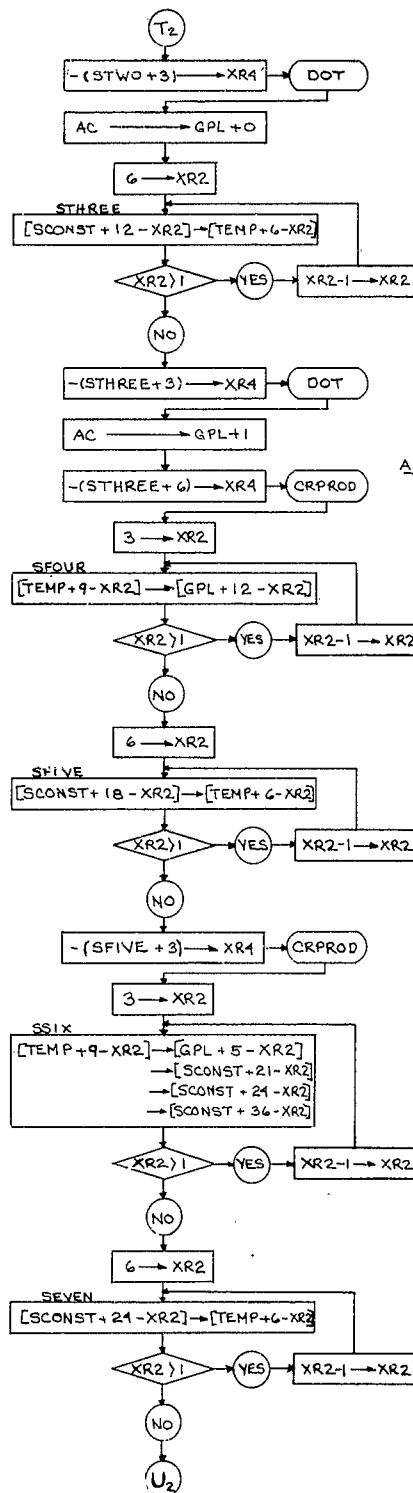 T2
-(STWO+3) → XR4 DOT
AC → GPL+0
6 → XR2
STHREE
[SCONST+12-XR2] → [TEMP+6-XR2]
XR2>1 YES XR2-1 → XR2
NO
-(STHREE+3) → XR4 DOT
AC → GPL+1
A
-(STHREE+6) → XR4 CRPROD
3 → XR2
SFOUR
[TEMP+9-XR2] → [GPL+12-XR2]
XR2>1 YES XR2-1 → XR2
NO
6 → XR2
SFIVE
[SCONST+18-XR2] → [TEMP+6-XR2]
XR2>1 YES XR2-1 → XR2
NO
-(SFIVE+3) → XR4 CRPROD
3 → XR2
SSIX
[TEMP+9-XR2] → [GPL+5-XR2]
→ [SCONST+21-XR2]
→ [SCONST+24-XR2]
→ [SCONST+36-XR2]
XR2>1 YES XR2-1 → XR2
NO
6 → XR2
SEVEN
[SCONST+24-XR2] → [TEMP+6-XR2]
XR2>1 YES XR2-1 → XR2
NO
U2